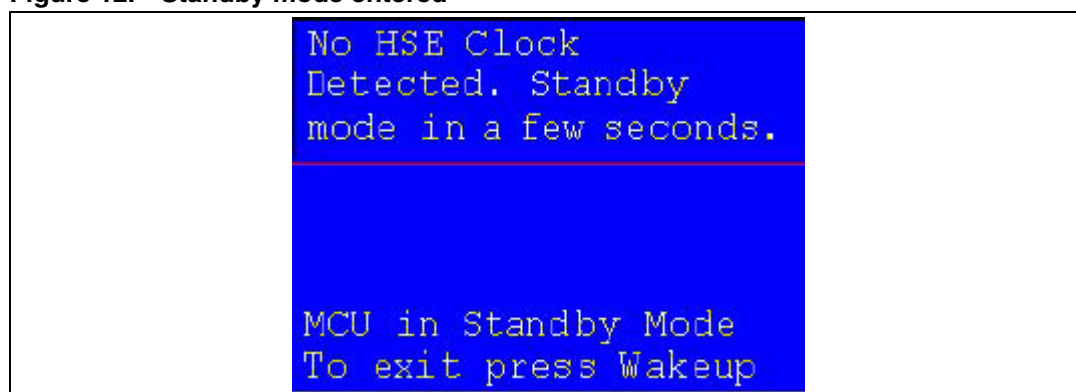 Figure 12. Standby mode entered
No HSE Clock
Detected. Standby
mode in a few seconds.
MCU in Standby Mode
To exit press Wakeup